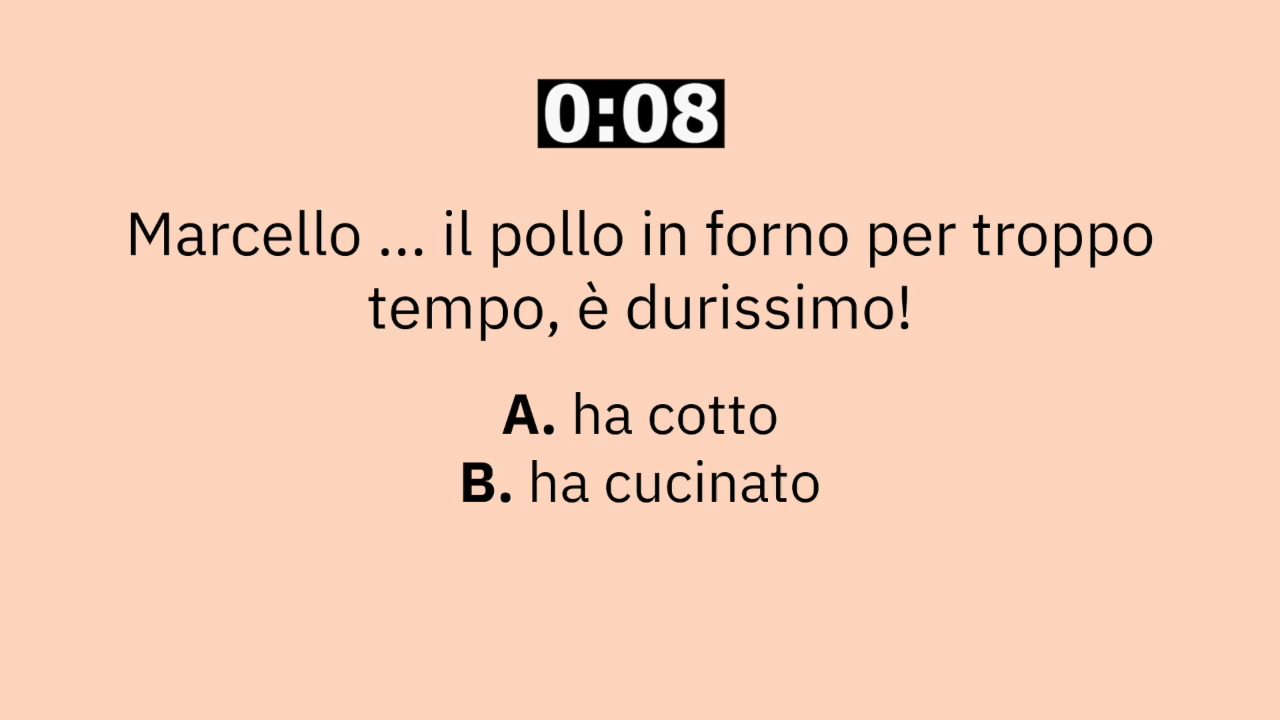 0:08
Marcello ... il pollo in forno per troppo
tempo, è durissimo!
A. ha cotto
B. ha cucinato